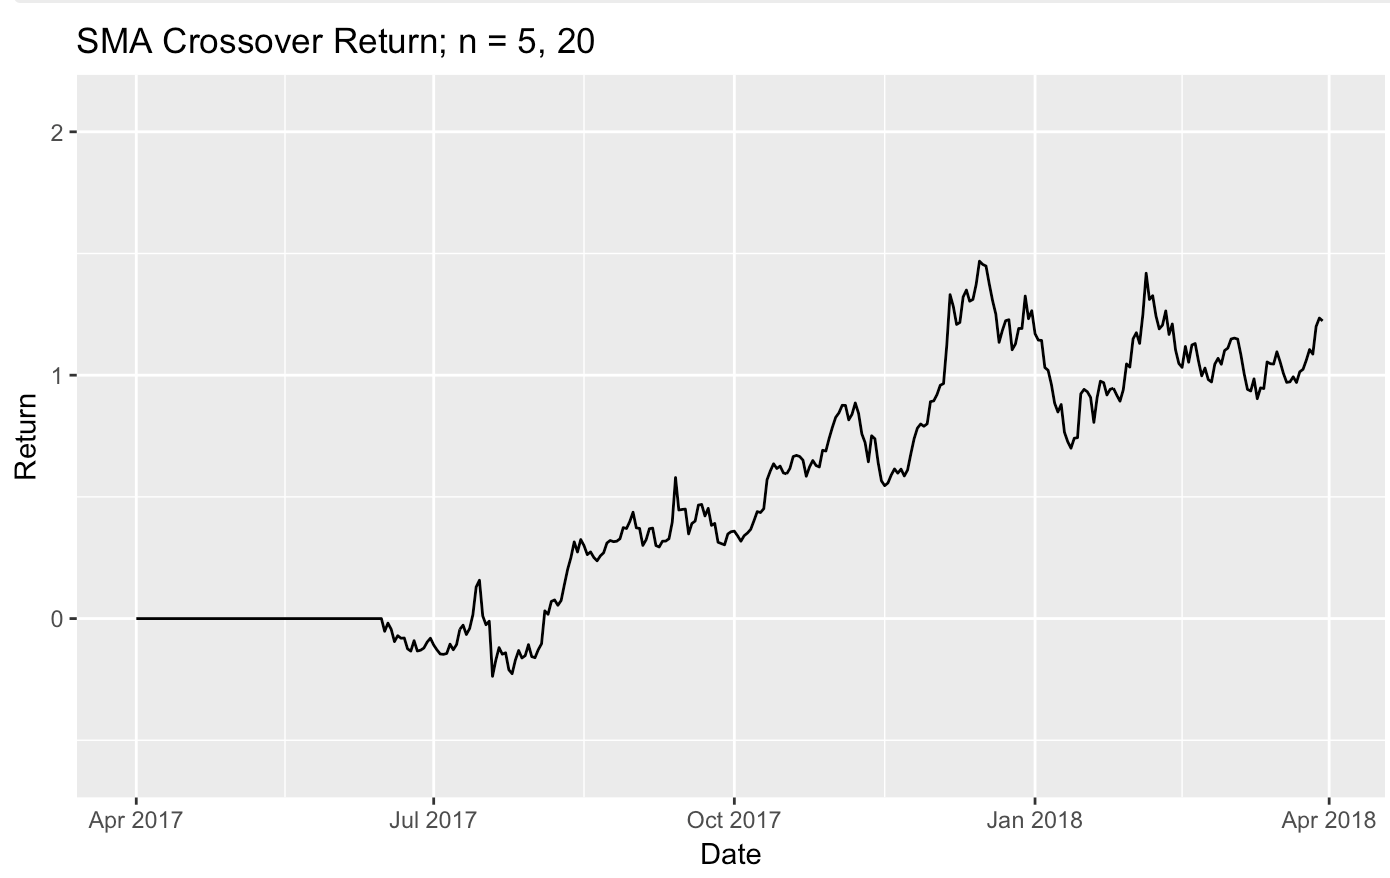 SMA Crossover Return; n = 5, 20
2
1
0
Return
Apr 2017 Jul 2017 Oct 2017 Jan 2018 Apr 2018
Date